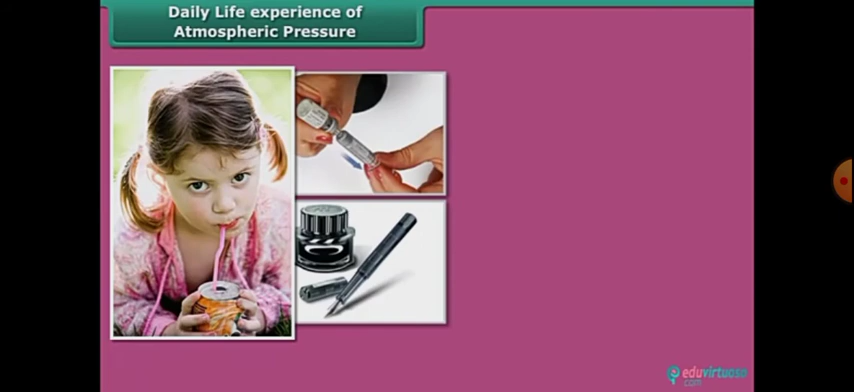 Daily Life experience of
Atmospheric Pressure
eduvirtuoso
.com